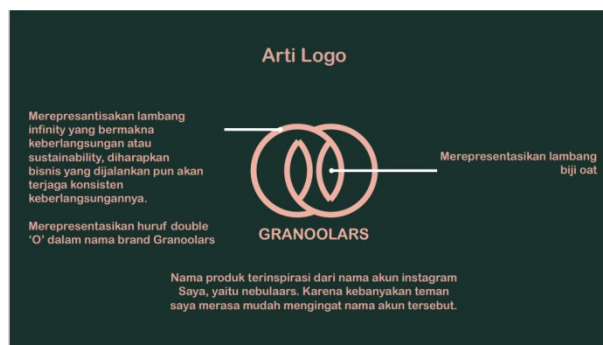 Arti Logo
Merepresantisakan lambang
infinity yang bermakna
keberlangsungan atau
sustainability, diharapkan
bisnis yang dijalankan pun akan
terjaga konsisten
keberlangsungannya.
Merepresentasikan huruf double
'O' dalam nama brand Granoolars
Merepresentasikan lambang
biji oat
GRANOOLARS
Nama produk terinspirasi dari nama akun instagram
Saya, yaitu nebulaars. Karena kebanyakan teman
saya merasa mudah mengingat nama akun tersebut.